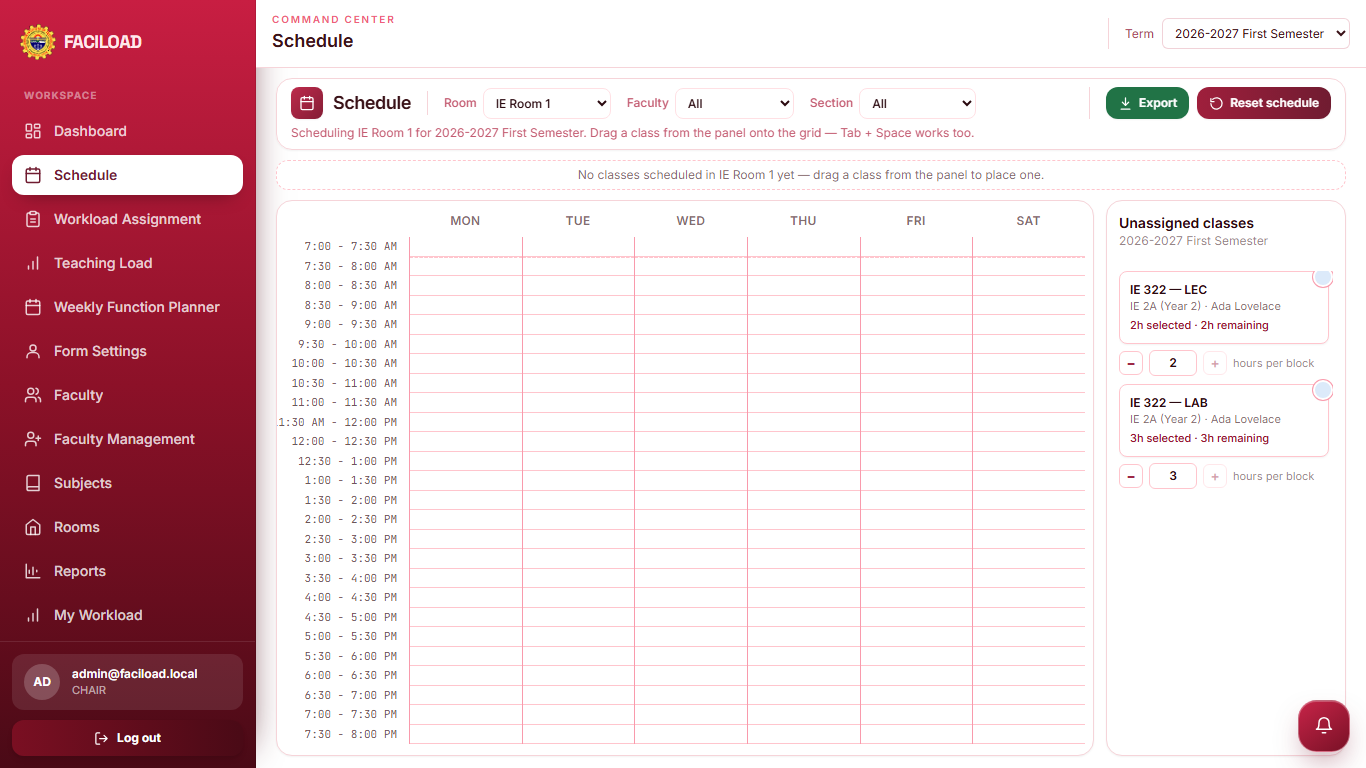 FACILOAD
WORKSPACE
Dashboard
Schedule
Workload Assignment
Teaching Load
Weekly Function Planner
Form Settings
Faculty
Faculty Management
Subjects
Rooms
Reports
My Workload
AD
admin@faciload.local
CHAIR
Log out
COMMAND CENTER
Schedule
Term 2026-2027 First Semester
Schedule Room IE Room 1 Faculty All Section All Export Reset schedule
Scheduling IE Room 1 for 2026-2027 First Semester. Drag a class from the panel onto the grid — Tab + Space works too.
No classes scheduled in IE Room 1 yet — drag a class from the panel to place one.
MON TUE WED THU FRI SAT
7:00 - 7:30 AM
7:30 - 8:00 AM
8:00 - 8:30 AM
8:30 - 9:00 AM
9:00 - 9:30 AM
9:30 - 10:00 AM
10:00 - 10:30 AM
10:30 - 11:00 AM
11:00 - 11:30 AM
1:30 AM - 12:00 PM
12:00 - 12:30 PM
12:30 - 1:00 PM
1:00 - 1:30 PM
1:30 - 2:00 PM
2:00 - 2:30 PM
2:30 - 3:00 PM
3:00 - 3:30 PM
3:30 - 4:00 PM
4:00 - 4:30 PM
4:30 - 5:00 PM
5:00 - 5:30 PM
5:30 - 6:00 PM
6:00 - 6:30 PM
6:30 - 7:00 PM
7:00 - 7:30 PM
7:30 - 8:00 PM
Unassigned classes
2026-2027 First Semester
IE 322 — LEC
IE 2A (Year 2) · Ada Lovelace
2h selected · 2h remaining
− 2 + hours per block
IE 322 — LAB
IE 2A (Year 2) · Ada Lovelace
3h selected · 3h remaining
− 3 + hours per block